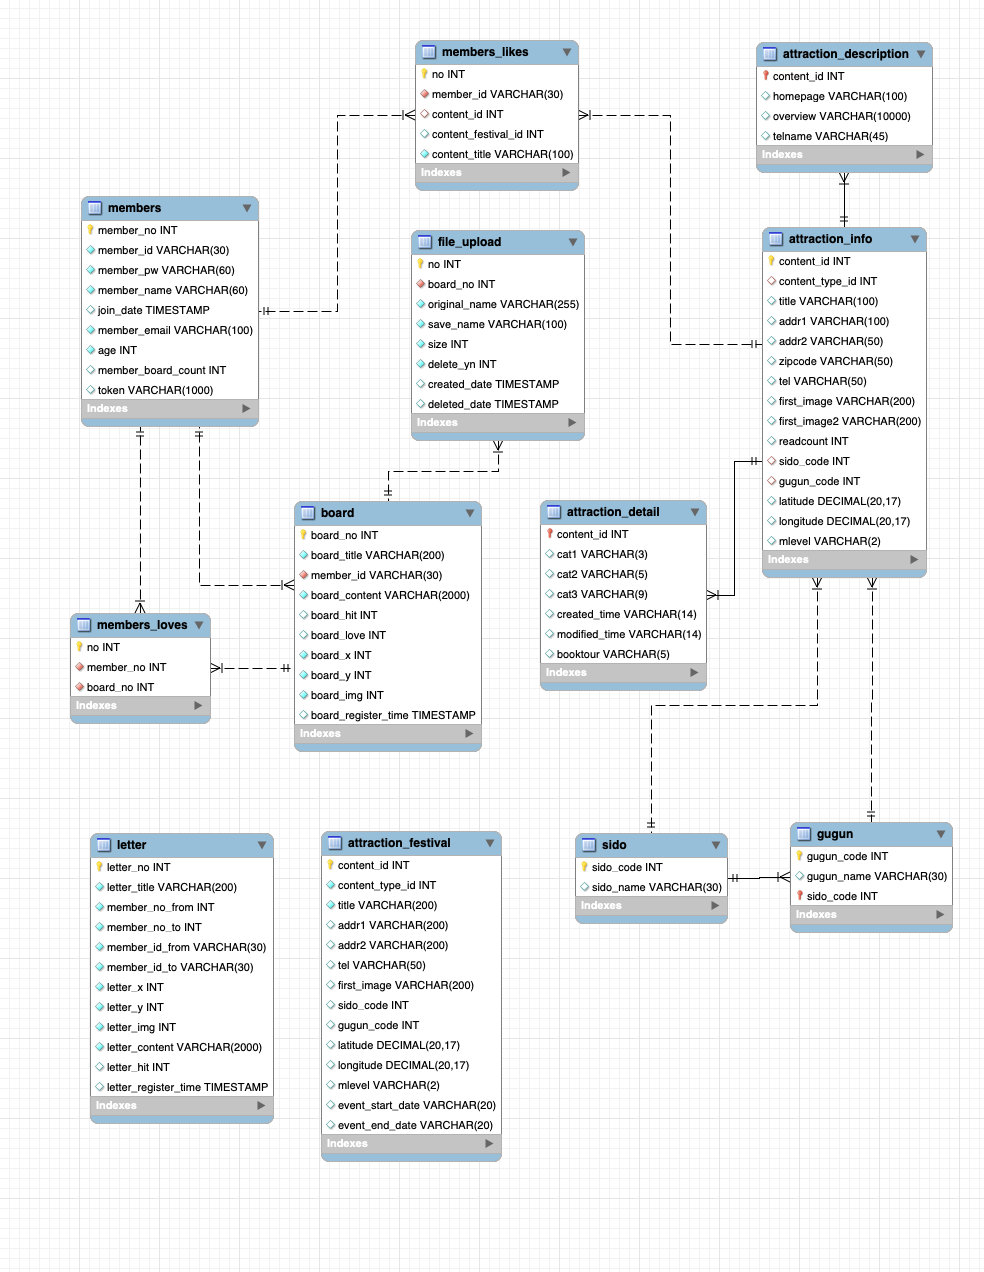 members_likes
no INT
member_id VARCHAR(30)
content_id INT
content_festival_id INT
content_title VARCHAR(100)
Indexes
attraction_description
content_id INT
homepage VARCHAR(100)
overview VARCHAR(10000)
telname VARCHAR(45)
Indexes
members
member_no INT
member_id VARCHAR(30)
member_pw VARCHAR(60)
member_name VARCHAR(60)
join_date TIMESTAMP
member_email VARCHAR(100)
age INT
member_board_count INT
token VARCHAR(1000)
Indexes
file_upload
no INT
board_no INT
original_name VARCHAR(255)
save_name VARCHAR(100)
size INT
delete_yn INT
created_date TIMESTAMP
deleted_date TIMESTAMP
Indexes
attraction_info
content_id INT
content_type_id INT
title VARCHAR(100)
addr1 VARCHAR(100)
addr2 VARCHAR(50)
zipcode VARCHAR(50)
tel VARCHAR(50)
first_image VARCHAR(200)
first_image2 VARCHAR(200)
readcount INT
sido_code INT
gugun_code INT
latitude DECIMAL(20,17)
longitude DECIMAL(20,17)
mlevel VARCHAR(2)
Indexes
board
board_no INT
board_title VARCHAR(200)
member_id VARCHAR(30)
board_content VARCHAR(2000)
board_hit INT
board_love INT
board_x INT
board_y INT
board_img INT
board_register_time TIMESTAMP
Indexes
attraction_detail
content_id INT
cat1 VARCHAR(3)
cat2 VARCHAR(5)
cat3 VARCHAR(9)
created_time VARCHAR(14)
modified_time VARCHAR(14)
booktour VARCHAR(5)
Indexes
members_loves
no INT
member_no INT
board_no INT
Indexes
letter
letter_no INT
letter_title VARCHAR(200)
member_no_from INT
member_no_to INT
member_id_from VARCHAR(30)
member_id_to VARCHAR(30)
letter_x INT
letter_y INT
letter_img INT
letter_content VARCHAR(2000)
letter_hit INT
letter_register_time TIMESTAMP
Indexes
attraction_festival
content_id INT
content_type_id INT
title VARCHAR(200)
addr1 VARCHAR(200)
addr2 VARCHAR(200)
tel VARCHAR(50)
first_image VARCHAR(200)
sido_code INT
gugun_code INT
latitude DECIMAL(20,17)
longitude DECIMAL(20,17)
mlevel VARCHAR(2)
event_start_date VARCHAR(20)
event_end_date VARCHAR(20)
Indexes
sido
sido_code INT
sido_name VARCHAR(30)
Indexes
gugun
gugun_code INT
gugun_name VARCHAR(30)
sido_code INT
Indexes